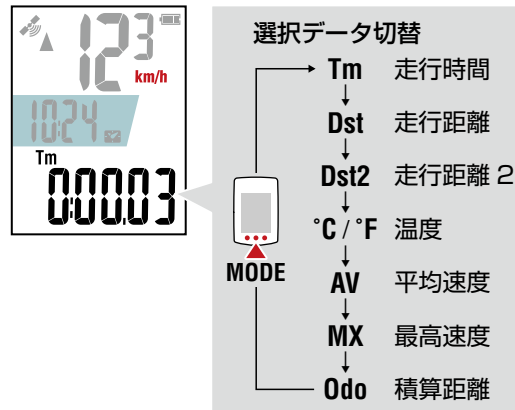 123
km/h
10:24
Tm
0:00.03
MODE
選択データ切替
Tm 走行時間
Dst 走行距離
Dst2 走行距離 2
°C / °F 温度
AV 平均速度
MX 最高速度
Odo 積算距離